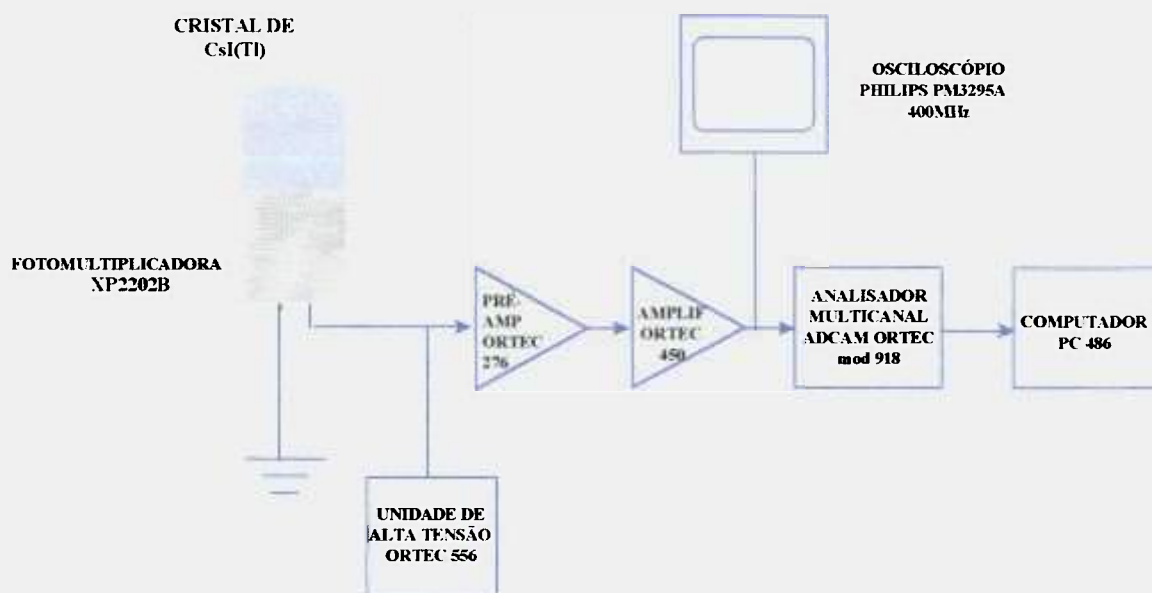 CRISTAL DE
CsI(Tl)
OSCILOSCÓPIO
PHILIPS PM3295A
400MHz
FOTOMULTIPLICADORA
XP2202B
PRÉ-
AMP
ORTEC
276
AMPLIF
ORTEC
450
ANALISADOR
MULTICANAL
ADCAM ORTEC
mod 918
COMPUTADOR
PC 486
UNIDADE DE
ALTA TENSÃO
ORTEC 556